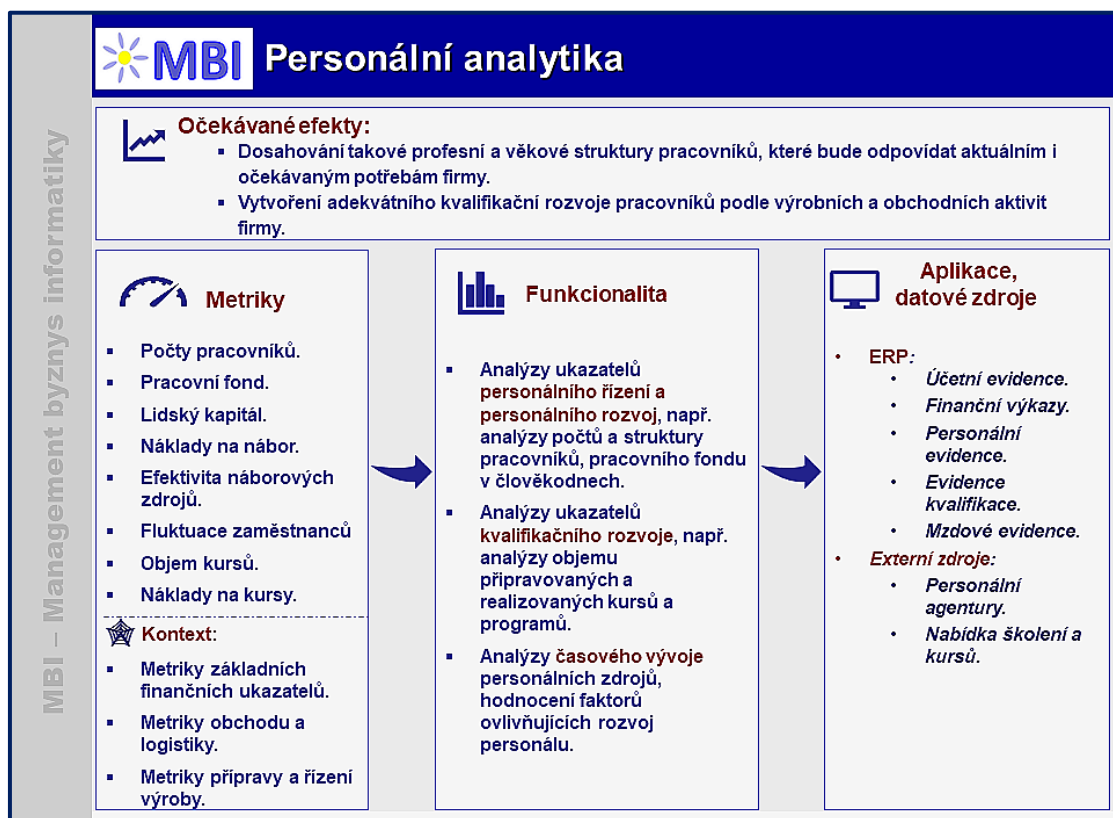 MBI – Management byznys informatiky
MBI
Personální analytika
Očekávané efekty:
▪ Dosahování takové profesní a věkové struktury pracovníků, které bude odpovídat aktuálním i
očekávaným potřebám firmy.
▪ Vytvoření adekvátního kvalifikační rozvoje pracovníků podle výrobních a obchodních aktivit
firmy.
Metriky
▪ Počty pracovníků.
▪ Pracovní fond.
▪ Lidský kapitál.
▪ Náklady na nábor.
▪ Efektivita náborových
zdrojů.
▪ Fluktuace zaměstnanců
▪ Objem kursů.
▪ Náklady na kursy.
Kontext:
▪ Metriky základních
finančních ukazatelů.
▪ Metriky obchodu a
logistiky.
▪ Metriky přípravy a řízení
výroby.
Funkcionalita
▪ Analýzy ukazatelů
personálního řízení a
personálního rozvoj, např.
analýzy počtů a struktury
pracovníků, pracovního fondu
v člověkodnech.
▪ Analýzy ukazatelů
kvalifikačního rozvoje, např.
analýzy objemu
připravovaných a
realizovaných kursů a
programů.
▪ Analýzy časového vývoje
personálních zdrojů,
hodnocení faktorů
ovlivňujících rozvoj
personálu.
Aplikace,
datové zdroje
• ERP:
• Účetní evidence.
• Finanční výkazy.
• Personální
evidence.
• Evidence
kvalifikace.
• Mzdové evidence.
• Externí zdroje:
• Personální
agentury.
• Nabídka školení a
kursů.